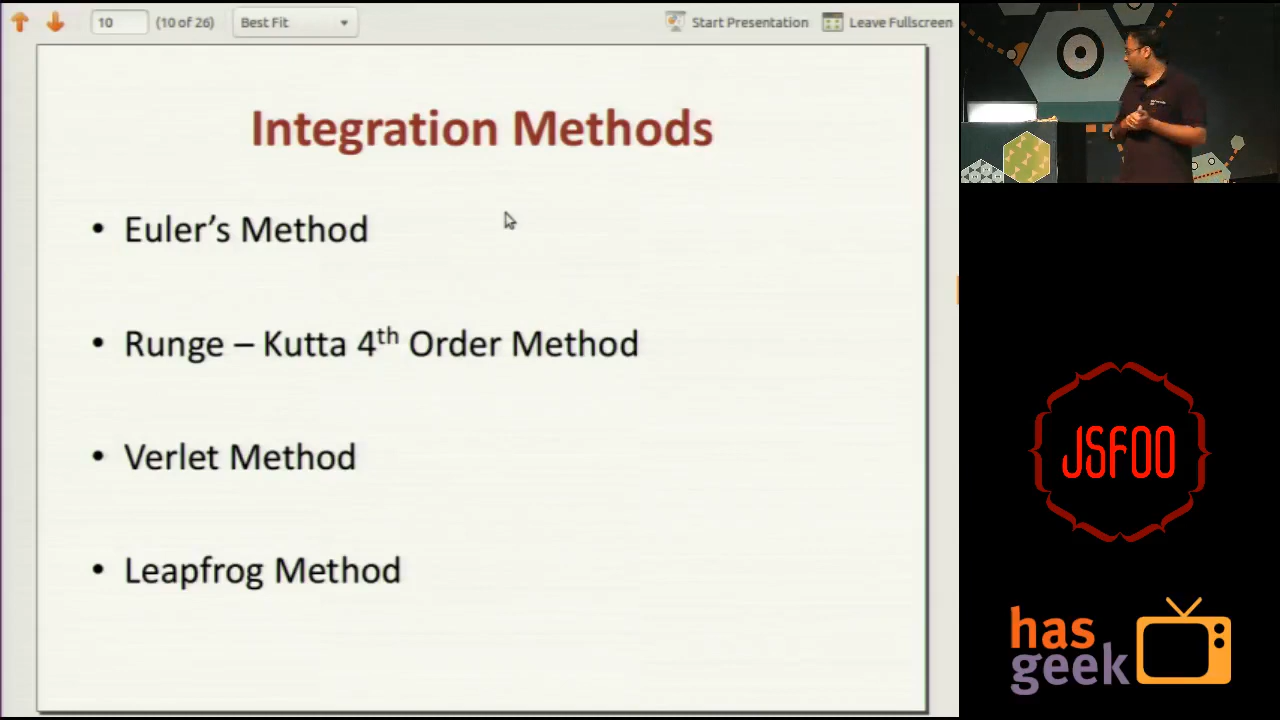 10 (10 of 26) Best Fit Start Presentation Leave Fullscreen
Integration Methods
• Euler’s Method
• Runge – Kutta 4th Order Method
• Verlet Method
• Leapfrog Method
JSFOO
has
geek